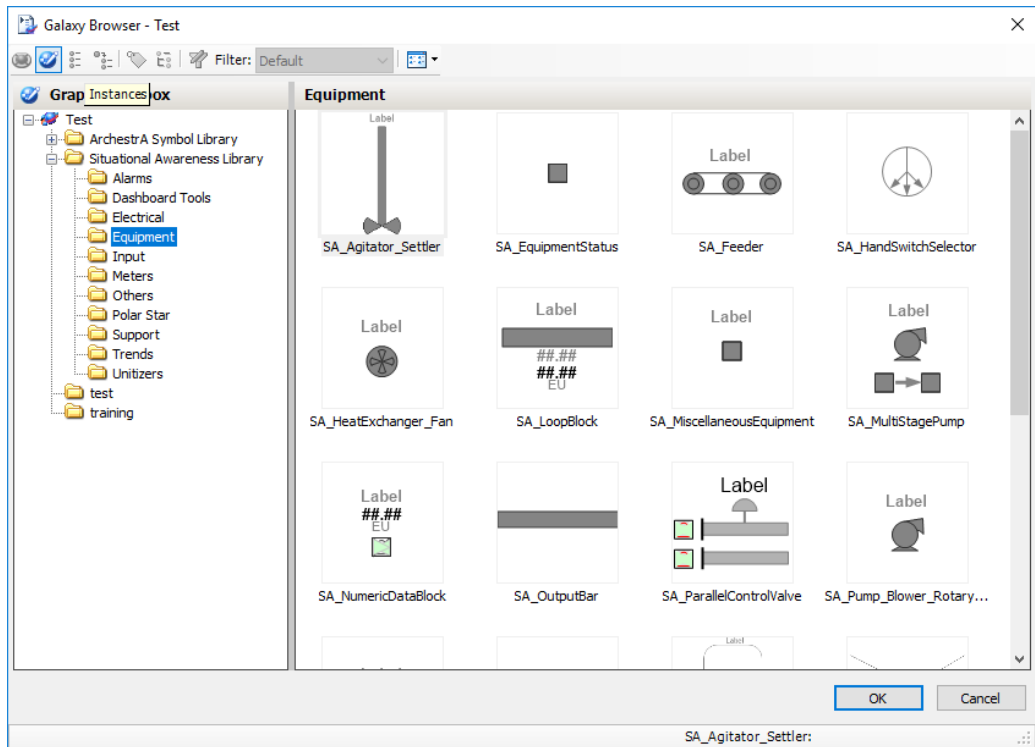 Galaxy Browser - Test
Filter: Default
Grap Instances ox
Equipment
Test
ArchestrA Symbol Library
Situational Awareness Library
Alarms
Dashboard Tools
Electrical
Equipment
Input
Meters
Others
Polar Star
Support
Trends
Unitizers
test
training
Label
SA_Agitator_Settler
SA_EquipmentStatus
Label
SA_Feeder
SA_HandSwitchSelector
Label
SA_HeatExchanger_Fan
Label
##.##
##.##
EU
SA_LoopBlock
Label
SA_MiscellaneousEquipment
Label
SA_MultiStagePump
Label
##.##
EU
SA_NumericDataBlock
SA_OutputBar
Label
SA_ParallelControlValve
Label
SA_Pump_Blower_Rotary...
Label
OK
Cancel
SA_Agitator_Settler: